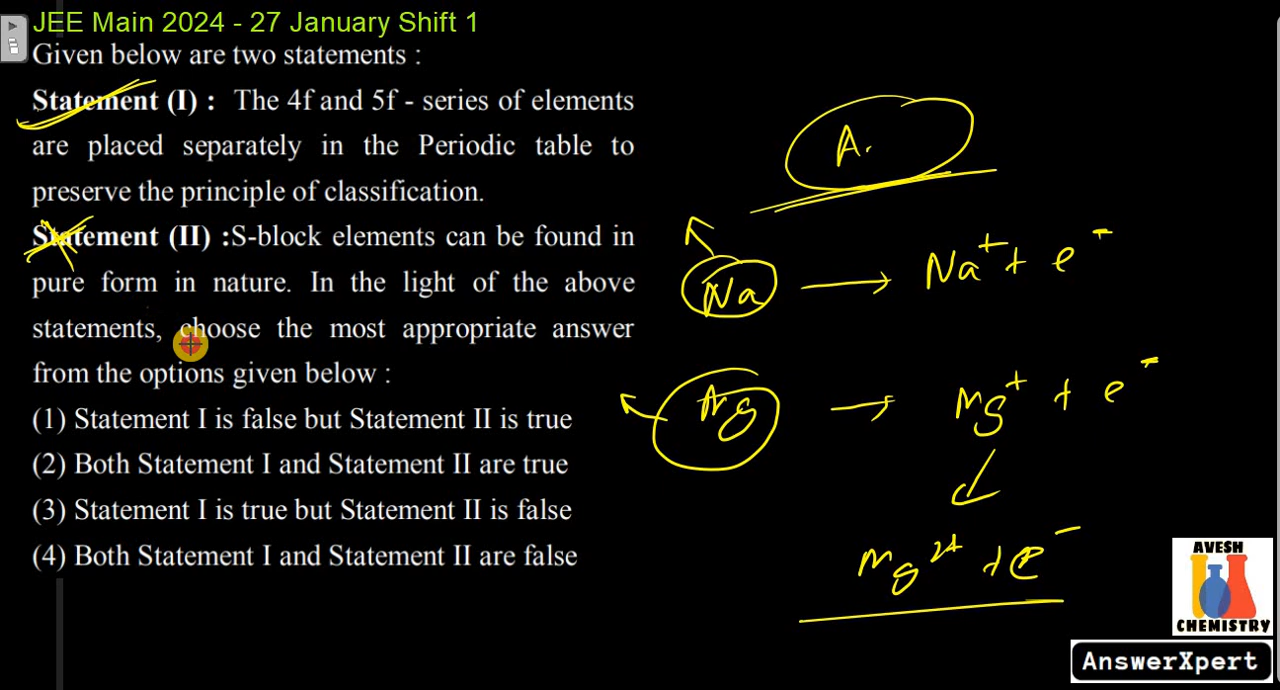 JEE Main 2024 - 27 January Shift 1
Given below are two statements :
Statement (I) : The 4f and 5f - series of elements
are placed separately in the Periodic table to
preserve the principle of classification.
Statement (II) :S-block elements can be found in
pure form in nature. In the light of the above
statements, choose the most appropriate answer
from the options given below :
(1) Statement I is false but Statement II is true
(2) Both Statement I and Statement II are true
(3) Statement I is true but Statement II is false
(4) Both Statement I and Statement II are false
A.
Na → Na⁺ + e⁻
Mg → Mg⁺ + e⁻
Mg²⁺ + e⁻
AVESH
CHEMISTRY
AnswerXpert